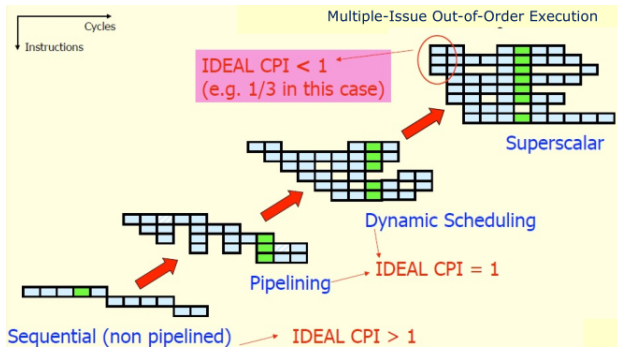 Cycles
Instructions
Multiple-Issue Out-of-Order Execution
IDEAL CPI < 1
(e.g. 1/3 in this case)
Superscalar
Dynamic Scheduling
IDEAL CPI = 1
Pipelining
Sequential (non pipelined)
IDEAL CPI > 1